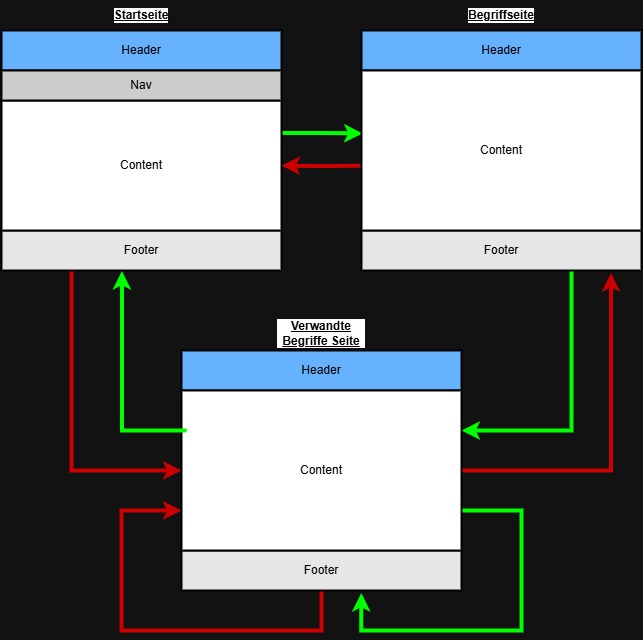 Startseite
Header
Nav
Content
Footer
Begriffseite
Header
Content
Footer
Verwandte
Begriffe Seite
Header
Content
Footer